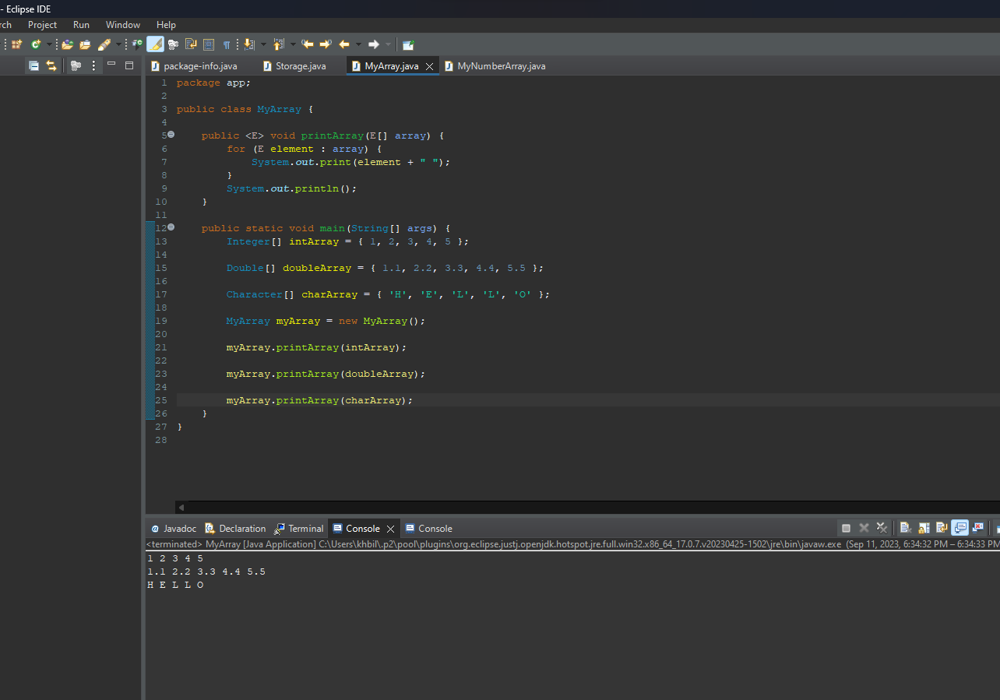 - Eclipse IDE
rch Project Run Window Help
package-info.java Storage.java MyArray.java MyNumberArray.java
1 package app;
2
3 public class MyArray {
4
5 public <E> void printArray(E[] array) {
6 for (E element : array) {
7 System.out.print(element + " ");
8 }
9 System.out.println();
10 }
11
12 public static void main(String[] args) {
13 Integer[] intArray = { 1, 2, 3, 4, 5 };
14
15 Double[] doubleArray = { 1.1, 2.2, 3.3, 4.4, 5.5 };
16
17 Character[] charArray = { 'H', 'E', 'L', 'L', 'O' };
18
19 MyArray myArray = new MyArray();
20
21 myArray.printArray(intArray);
22
23 myArray.printArray(doubleArray);
24
25 myArray.printArray(charArray);
26 }
27 }
28
@ Javadoc Declaration Terminal Console Console
<terminated> MyArray [Java Application] C:\Users\khbil\.p2\pool\plugins\org.eclipse.justj.openjdk.hotspot.jre.full.win32.x86_64_17.0.7.v20230425-1502\jre\bin\javaw.exe (Sep 11, 2023, 6:34:32 PM – 6:34:33 PM
1 2 3 4 5
1.1 2.2 3.3 4.4 5.5
H E L L O